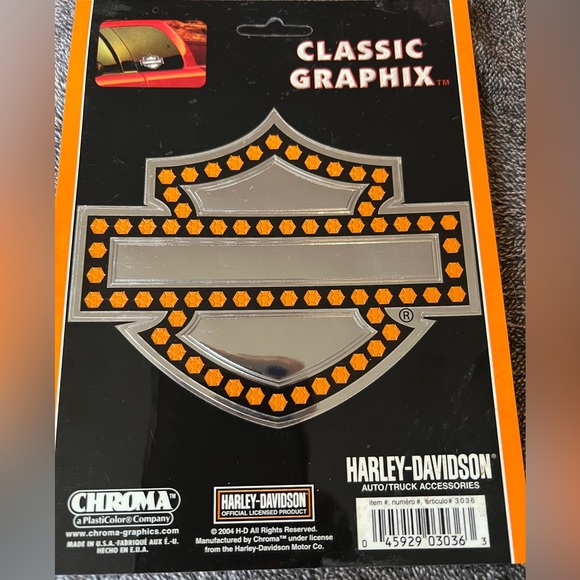 CLASSIC
GRAPHIX™
®
HARLEY-DAVIDSON®
AUTO/TRUCK ACCESSORIES
item #, numéro #, artículo# 3036
0 45929 03036 3
CHROMA™
a PlastiColor® Company
www.chroma-graphics.com
MADE IN U.S.A.-FABRIQUÉ AUX É.-U.
HECHO EN E.U.A.
HARLEY-DAVIDSON
OFFICIAL LICENSED PRODUCT
© 2004 H-D All Rights Reserved.
Manufactured by Chroma™ under license
from the Harley-Davidson Motor Co.